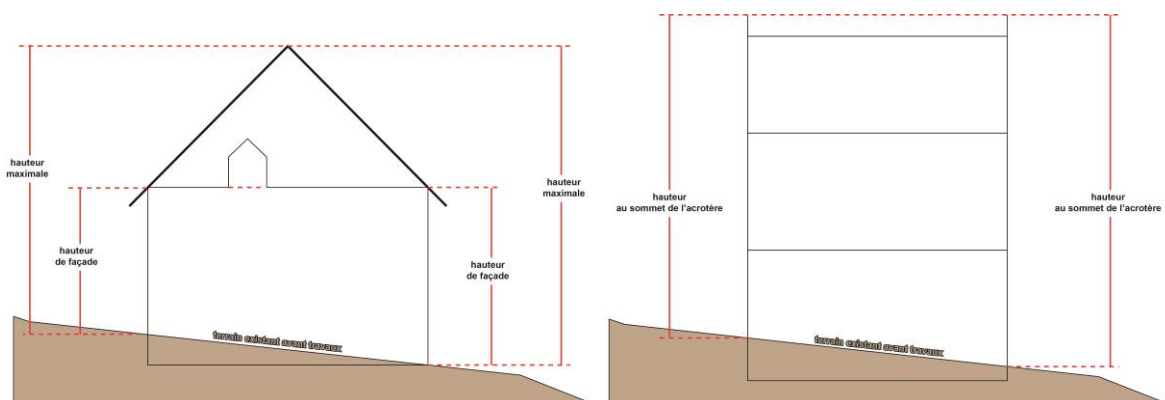 hauteur
maximale
hauteur
de façade
terrain existant avant travaux
hauteur
maximale
hauteur
de façade
hauteur
au sommet de l'acrotère
terrain existant avant travaux
hauteur
au sommet de l'acrotère